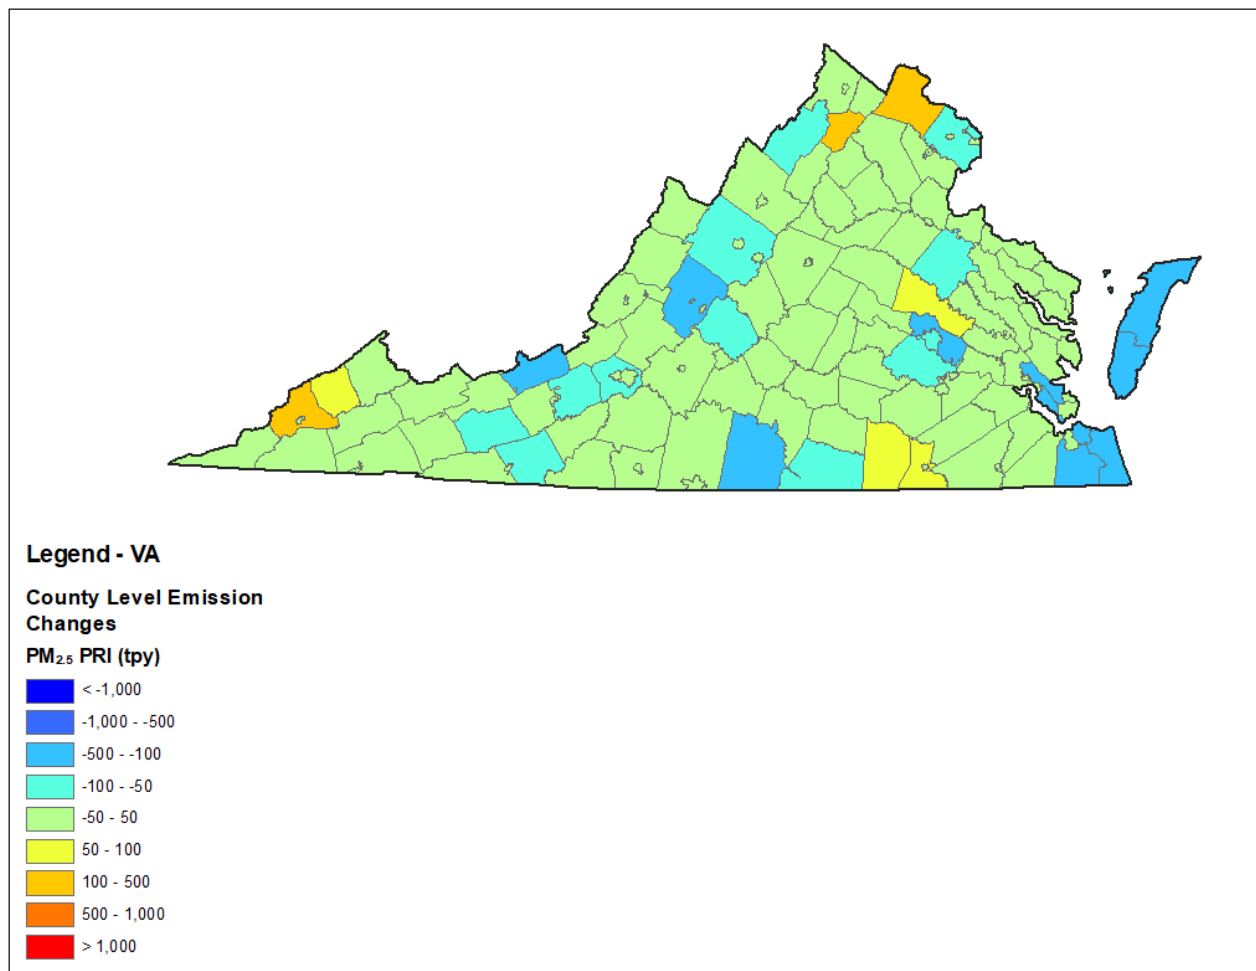 Legend - VA
County Level Emission
Changes
PM₂.₅ PRI (tpy)
< -1,000
-1,000 - -500
-500 - -100
-100 - -50
-50 - 50
50 - 100
100 - 500
500 - 1,000
> 1,000